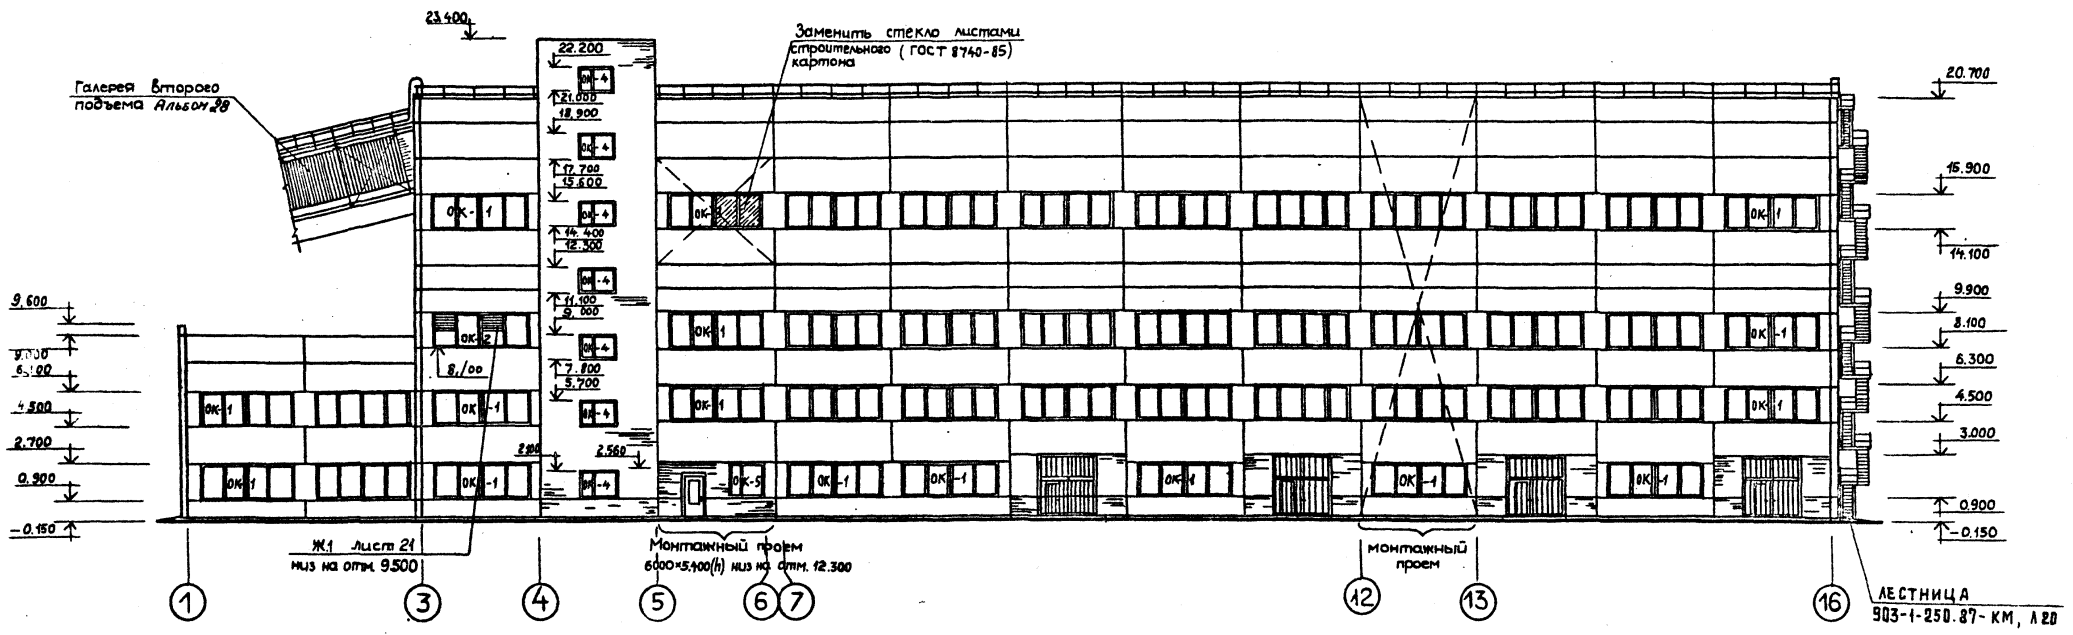 23.400
Заменить стекло листами
строительного (ГОСТ 8740-85)
картона
Галерея второго
подъема Альбом 28
22.200
ОК-4
21.000
18.900
ОК-4
17.700
15.600
ОК-4
14.400
12.300
ОК-4
11.100
9.000
ОК-4
7.800
5.700
ОК-4
2.100
2.560
ОК-4
20.700
15.900
14.100
9.900
8.100
6.300
4.500
3.000
0.900
-0.150
9.600
9.000
4.500
2.700
0.900
-0.150
ОК-1
ОК-1
ОК-1
ОК-2
ОК-1
ОК-1
8.100
ОК-1
ОК-1
ОК-1
ОК-1
ОК-1
ОК-1
ОК-1
ОК-1
ОК-5
ОК-1
ОК-1
ОК-1
ОК-1
ОК-1
Ж.1 лист 21
низ на отм. 9.500
Монтажный проем
6000×5.400(h) низ на отм. 12.300
монтажный
проем
1
3
4
5
6
7
12
13
16
ЛЕСТНИЦА
903-1-250.87-КМ, Л20